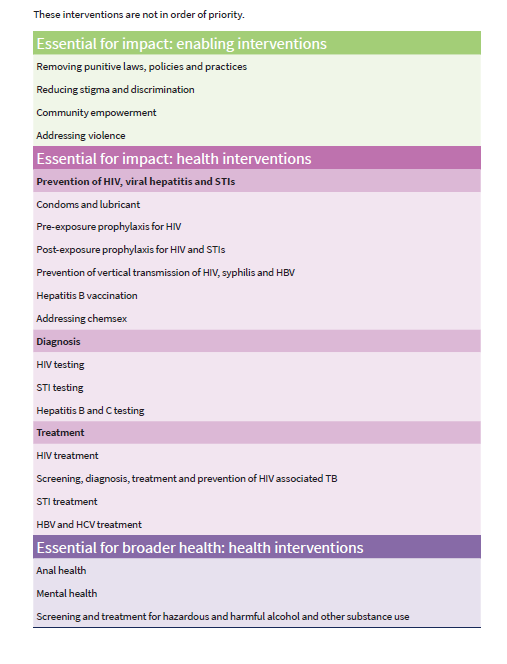 These interventions are not in order of priority.
Essential for impact: enabling interventions
Removing punitive laws, policies and practices
Reducing stigma and discrimination
Community empowerment
Addressing violence
Essential for impact: health interventions
Prevention of HIV, viral hepatitis and STIs
Condoms and lubricant
Pre-exposure prophylaxis for HIV
Post-exposure prophylaxis for HIV and STIs
Prevention of vertical transmission of HIV, syphilis and HBV
Hepatitis B vaccination
Addressing chemsex
Diagnosis
HIV testing
STI testing
Hepatitis B and C testing
Treatment
HIV treatment
Screening, diagnosis, treatment and prevention of HIV associated TB
STI treatment
HBV and HCV treatment
Essential for broader health: health interventions
Anal health
Mental health
Screening and treatment for hazardous and harmful alcohol and other substance use